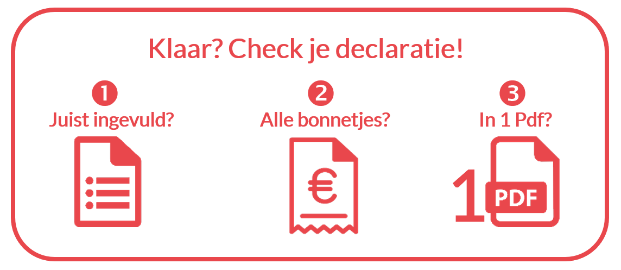 Klaar? Check je declaratie!
1
Juist ingevuld?
2
Alle bonnetjes?
3
In 1 Pdf?
€
1 PDF